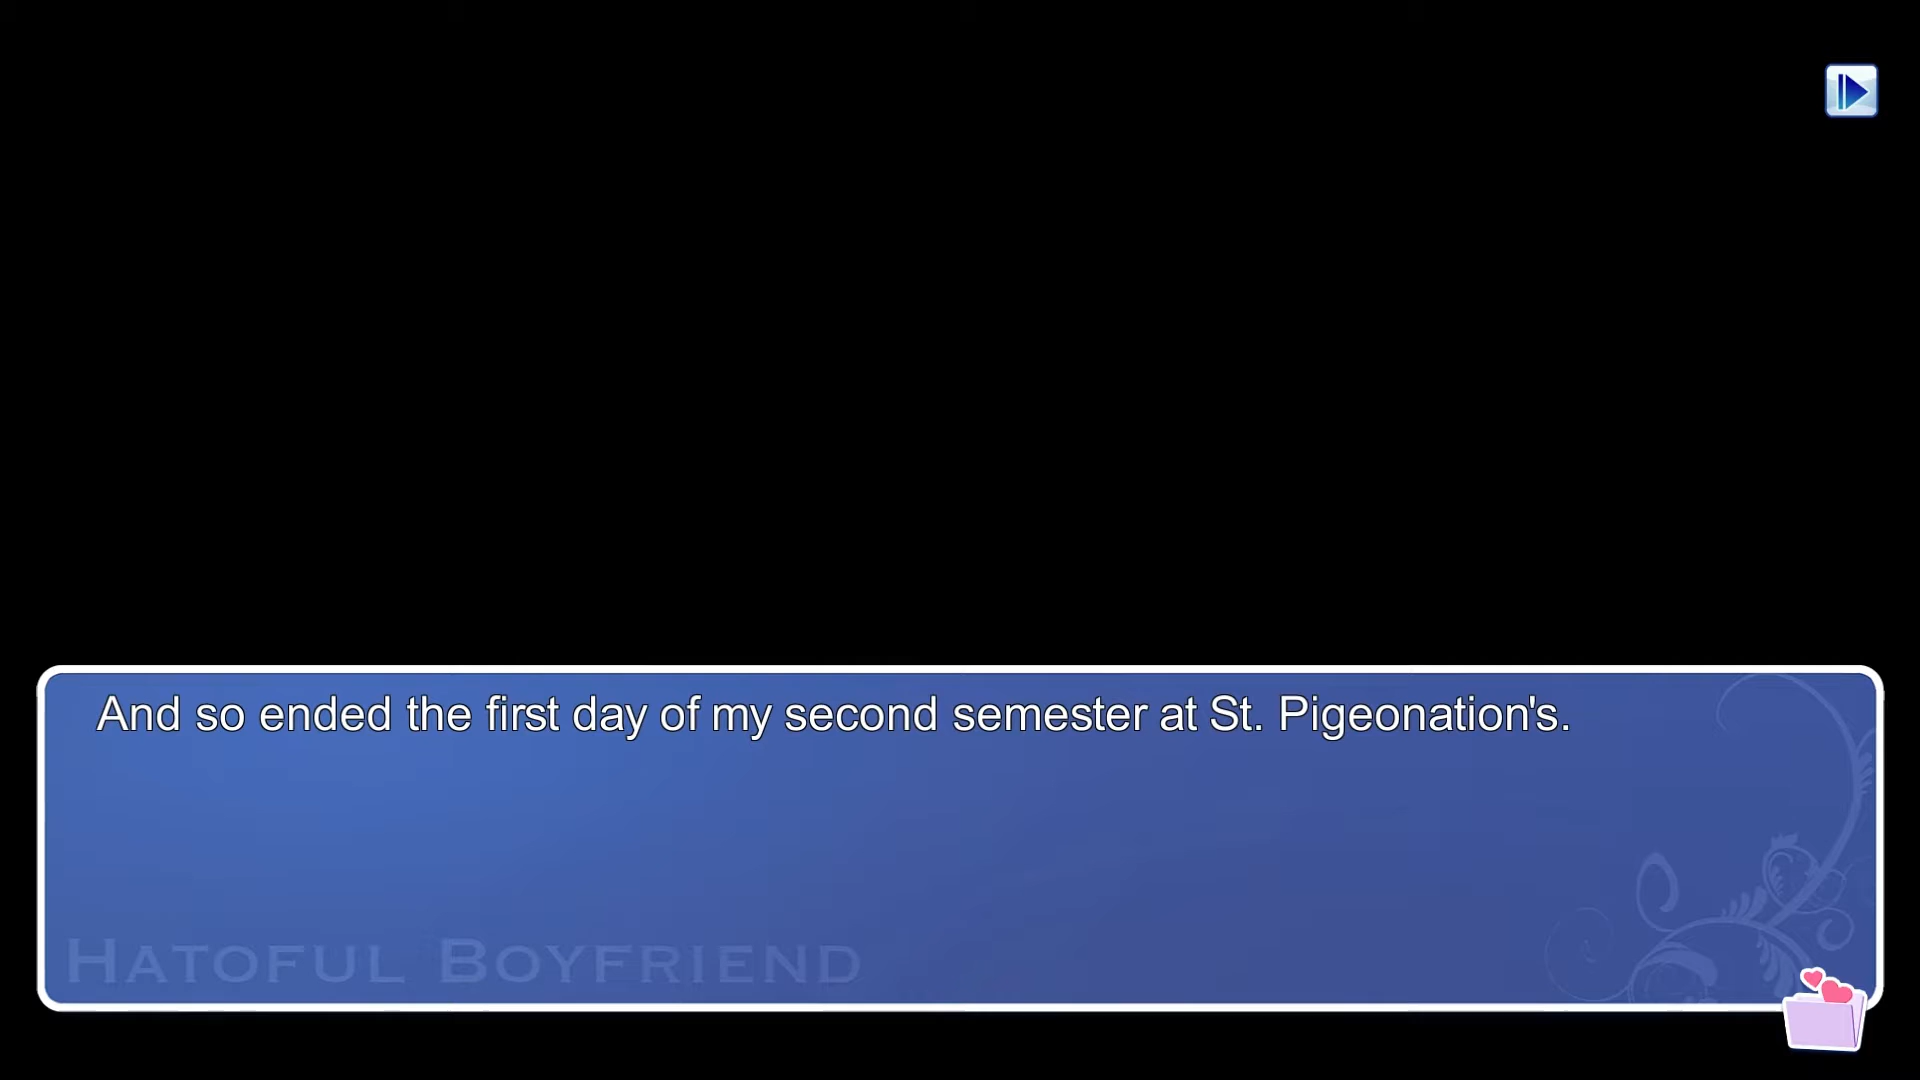 And so ended the first day of my second semester at St. Pigeonation's.
HATOFUL BOYFRIEND